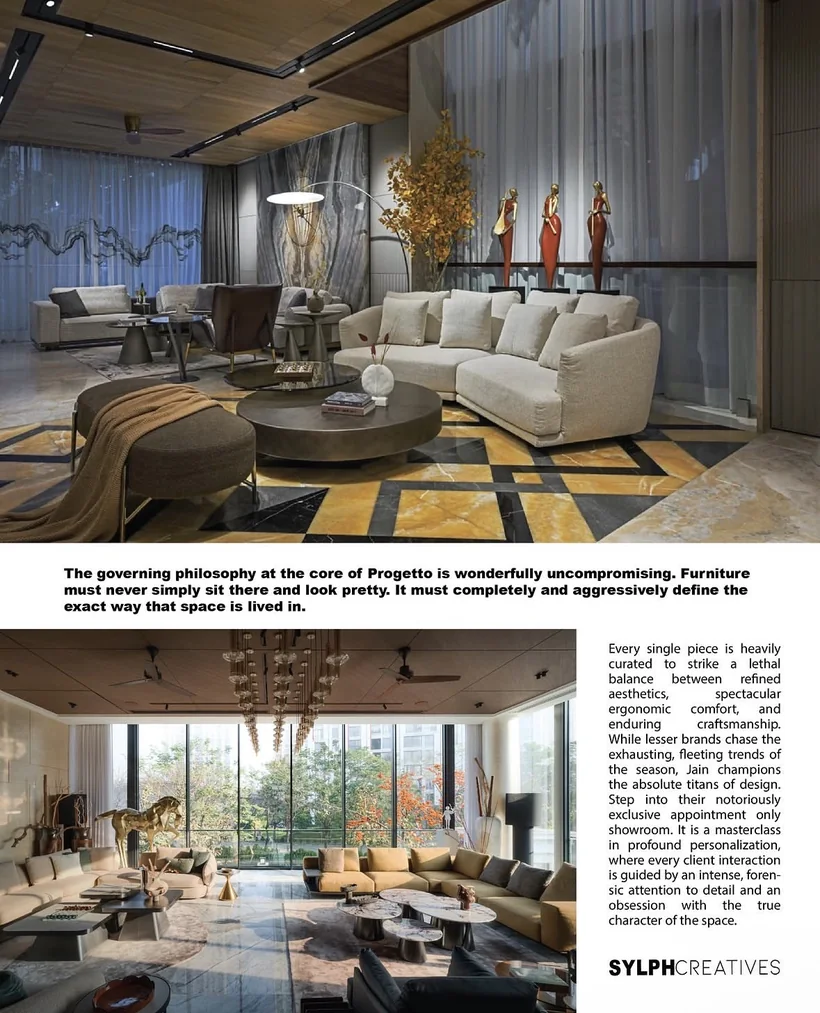 The governing philosophy at the core of Progetto is wonderfully uncompromising. Furniture
must never simply sit there and look pretty. It must completely and aggressively define the
exact way that space is lived in.
Every single piece is heavily
curated to strike a lethal
balance between refined
aesthetics, spectacular
ergonomic comfort, and
enduring craftsmanship.
While lesser brands chase the
exhausting, fleeting trends of
the season, Jain champions
the absolute titans of design.
Step into their notoriously
exclusive appointment only
showroom. It is a masterclass
in profound personalization,
where every client interaction
is guided by an intense, foren-
sic attention to detail and an
obsession with the true
character of the space.
SYLPHCREATIVES